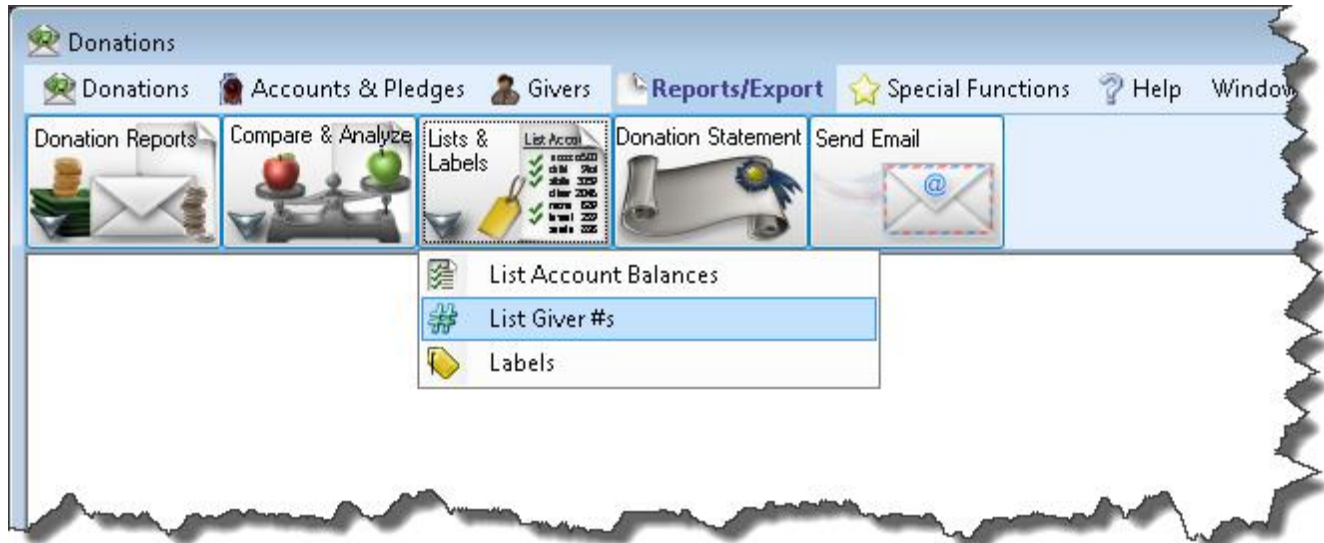 Donations
Donations Accounts & Pledges Givers Reports/Export Special Functions Help Window
Donation Reports Compare & Analyze Lists & Labels Donation Statement Send Email
List Account Balances
List Giver #s
Labels